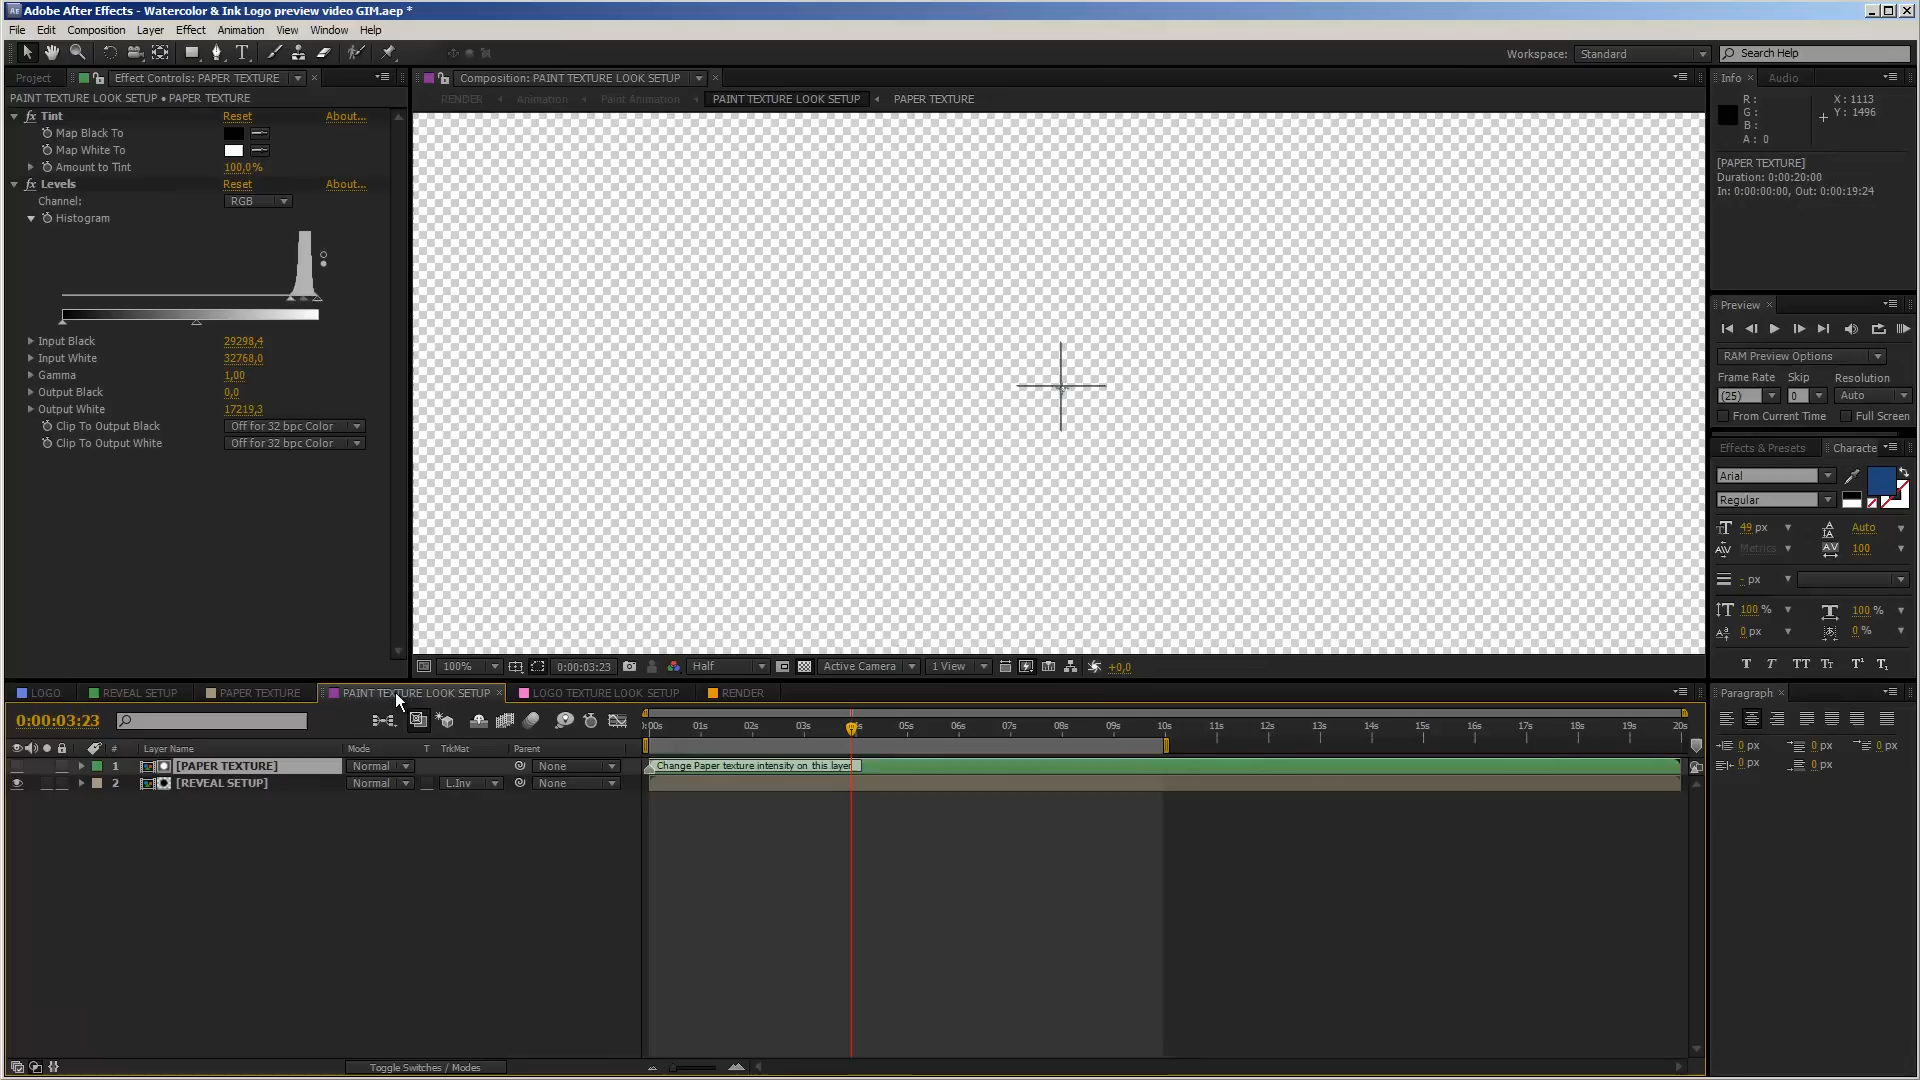 Adobe After Effects - Watercolor & Ink Logo preview video GIM.aep *
File Edit Composition Layer Effect Animation View Window Help
Workspace: Standard Search Help
Project Effect Controls: PAPER TEXTURE
PAINT TEXTURE LOOK SETUP • PAPER TEXTURE
fx Tint Reset About...
Map Black To
Map White To
Amount to Tint 100,0%
fx Levels Reset About...
Channel: RGB
Histogram
Input Black 29298,4
Input White 32768,0
Gamma 1,00
Output Black 0,0
Output White 17219,3
Clip To Output Black Off for 32 bpc Color
Clip To Output White Off for 32 bpc Color
Composition: PAINT TEXTURE LOOK SETUP
RENDER Animation Paint Animation PAINT TEXTURE LOOK SETUP PAPER TEXTURE
100% 0:00:03:23 Half Active Camera 1 View +0,0
Info Audio
R: X: 1113
G: Y: 1496
B:
A: 0
[PAPER TEXTURE]
Duration: 0:00:20:00
In: 0:00:00:00, Out: 0:00:19:24
Preview
RAM Preview Options
Frame Rate Skip Resolution
(25) 0 Auto
From Current Time Full Screen
Effects & Presets Characte
Arial
Regular
49 px Auto
Metrics 100
- px
100 % 100 %
0 px 0 %
Paragraph
0 px 0 px 0 px
0 px 0 px
LOGO REVEAL SETUP PAPER TEXTURE PAINT TEXTURE LOOK SETUP LOGO TEXTURE LOOK SETUP RENDER
0:00:03:23
:00s 01s 02s 03s 05s 06s 07s 08s 09s 10s 11s 12s 13s 14s 15s 16s 17s 18s 19s 20s
# Layer Name Mode T TrkMat Parent
1 [PAPER TEXTURE] Normal None
Change Paper texture intensity on this layer
2 [REVEAL SETUP] Normal L.Inv None
Toggle Switches / Modes